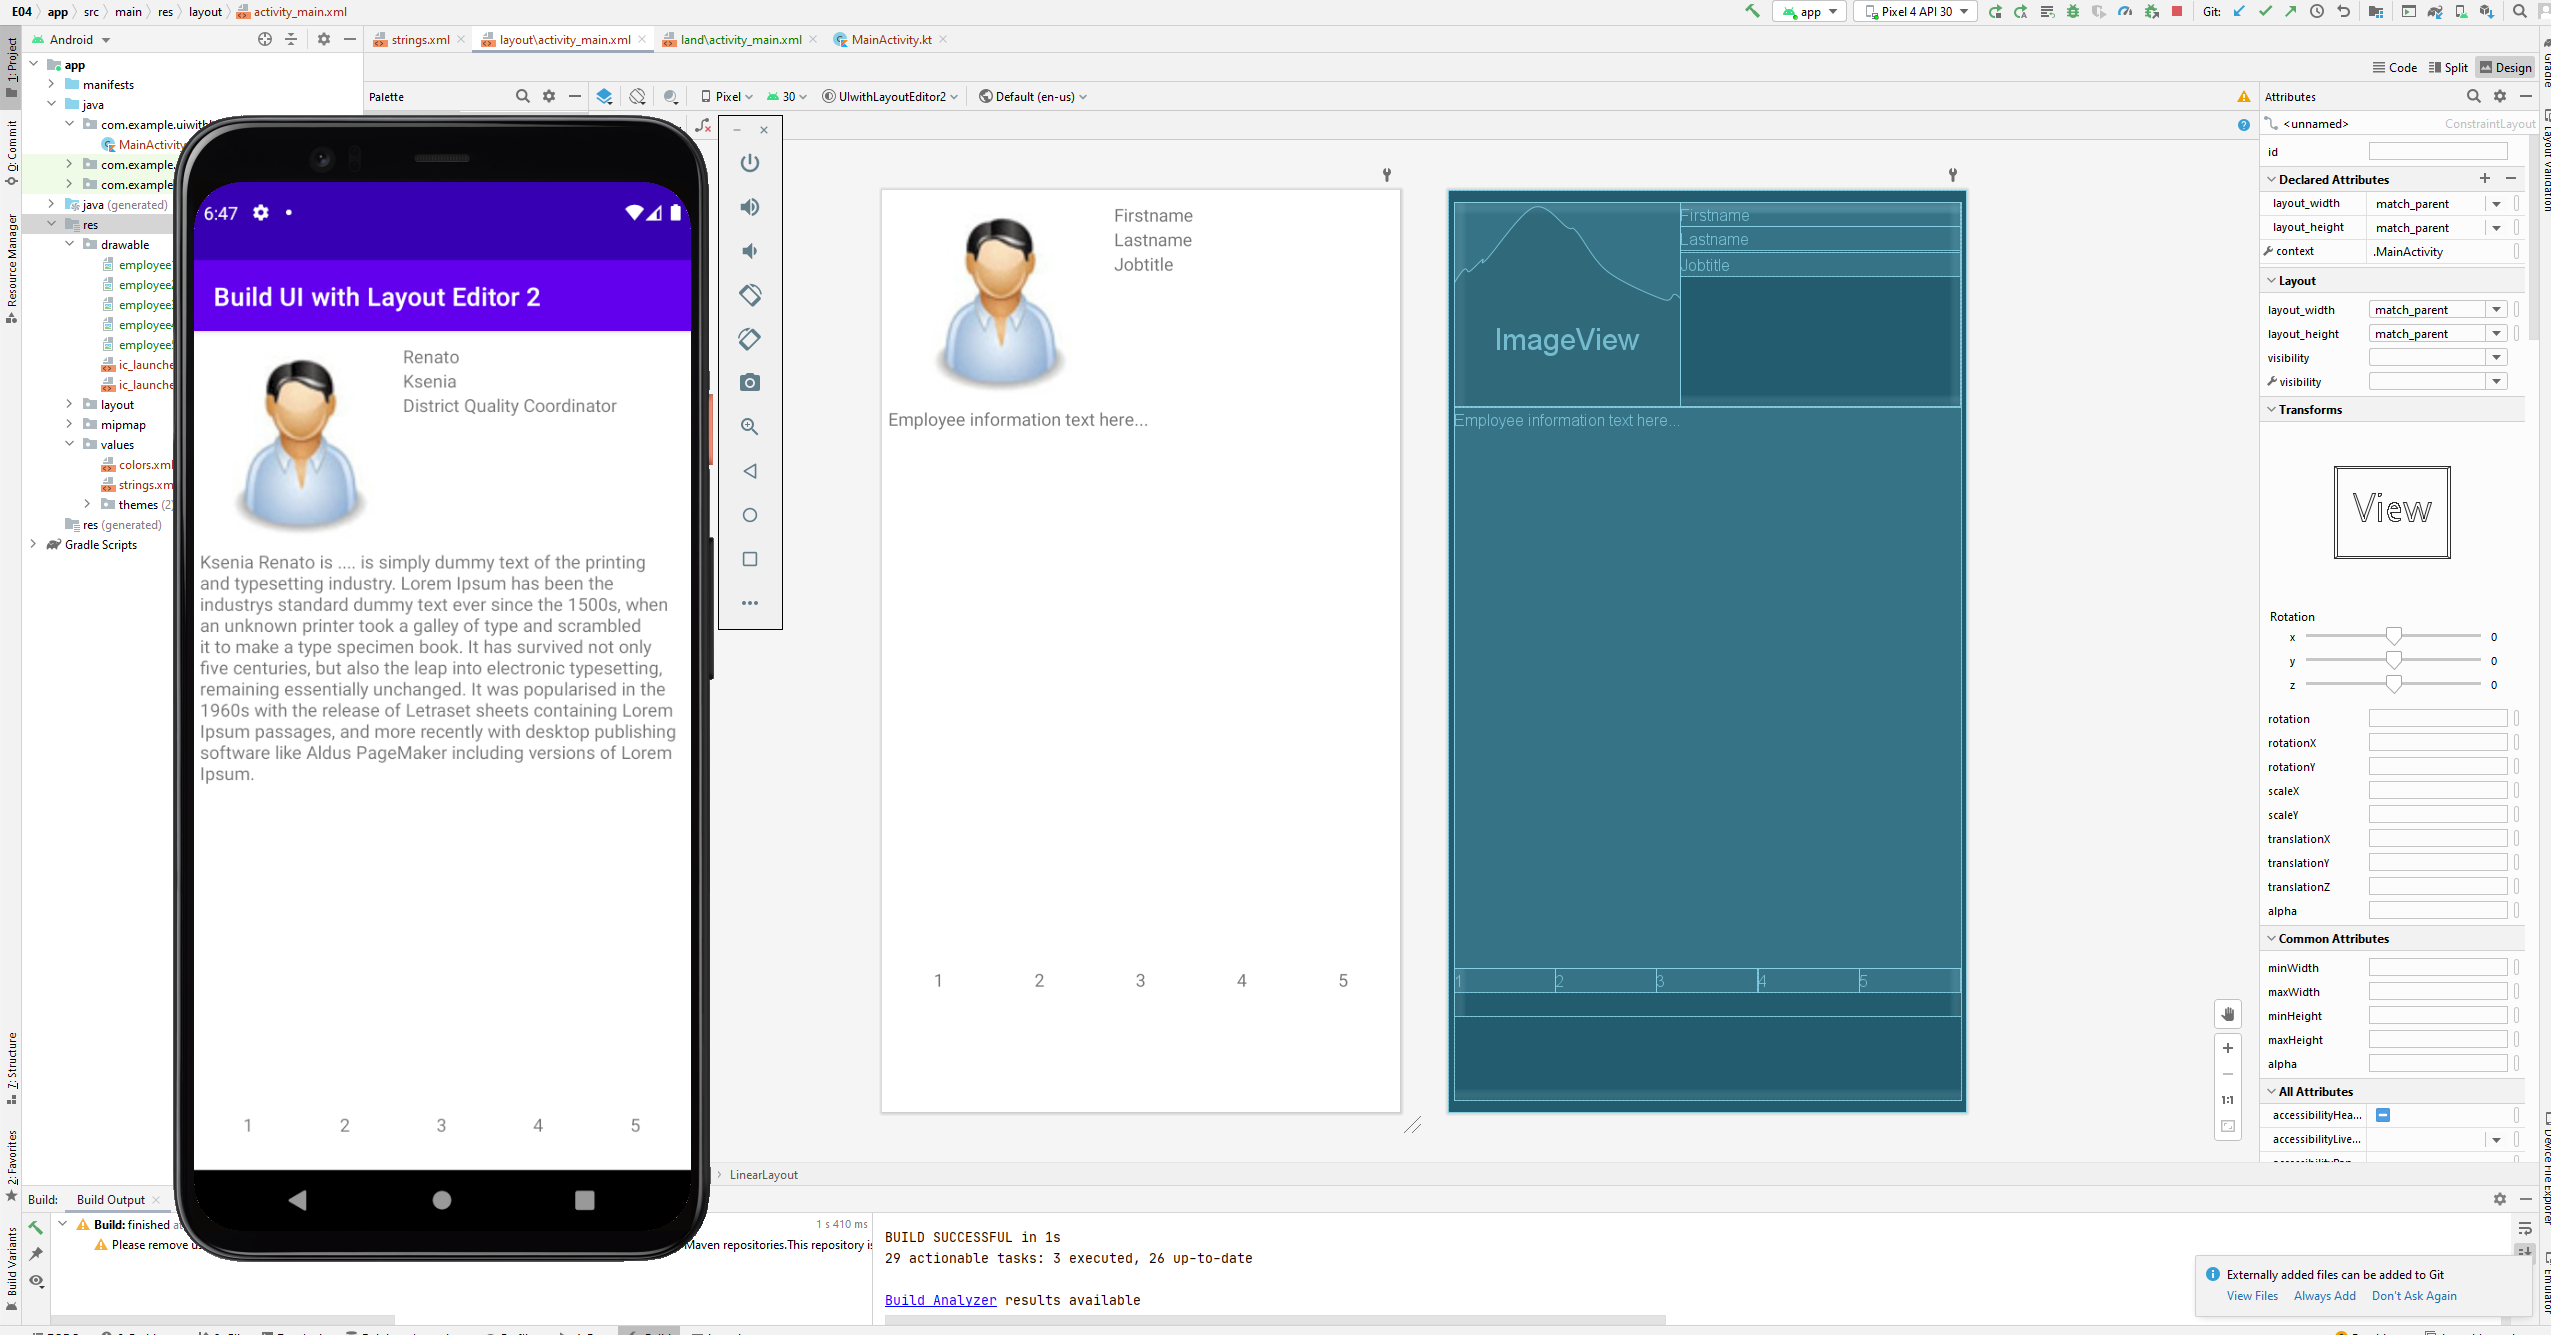 E04 app src main res layout activity_main.xml
app Pixel 4 API 30 Git:
Android
strings.xml layout\activity_main.xml land\activity_main.xml MainActivity.kt
Code Split Design
Palette Pixel 30 UIwithLayoutEditor2 Default (en-us)
Attributes
<unnamed> ConstraintLayout
id
Declared Attributes
layout_width match_parent
layout_height match_parent
context .MainActivity
Layout
layout_width match_parent
layout_height match_parent
visibility
visibility
Transforms
View
Rotation
x 0
y 0
z 0
rotation
rotationX
rotationY
scaleX
scaleY
translationX
translationY
translationZ
alpha
Common Attributes
minWidth
maxWidth
minHeight
maxHeight
alpha
All Attributes
accessibilityHea...
accessibilityLive...
1: Project
0: Commit
Resource Manager
7: Structure
2: Favorites
Build Variants
Gradle
Layout Validation
Device File Explorer
Emulator
app
manifests
java
com.example.uiwith
MainActivity
com.example.
com.example
java (generated)
res
drawable
employee
employee
employee
employee
employee
ic_launche
ic_launche
layout
mipmap
values
colors.xml
strings.xm
themes (2)
res (generated)
Gradle Scripts
6:47
Build UI with Layout Editor 2
Renato
Ksenia
District Quality Coordinator
Ksenia Renato is .... is simply dummy text of the printing
and typesetting industry. Lorem Ipsum has been the
industrys standard dummy text ever since the 1500s, when
an unknown printer took a galley of type and scrambled
it to make a type specimen book. It has survived not only
five centuries, but also the leap into electronic typesetting,
remaining essentially unchanged. It was popularised in the
1960s with the release of Letraset sheets containing Lorem
Ipsum passages, and more recently with desktop publishing
software like Aldus PageMaker including versions of Lorem
Ipsum.
1 2 3 4 5
Firstname
Lastname
Jobtitle
Employee information text here...
1 2 3 4 5
Firstname
Lastname
Jobtitle
ImageView
Employee information text here...
1 2 3 4 5
1:1
LinearLayout
Build: Build Output
Build: finished at 1 s 410 ms
Please remove Maven repositories.This repository is
BUILD SUCCESSFUL in 1s
29 actionable tasks: 3 executed, 26 up-to-date
Build Analyzer results available
Externally added files can be added to Git
View Files Always Add Don't Ask Again